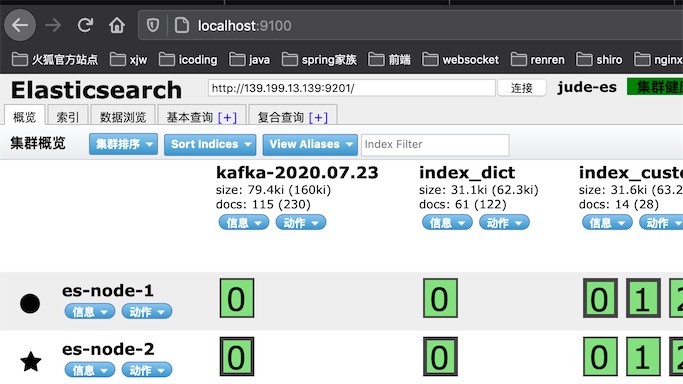 localhost:9100
火狐官方站点 xjw icoding java spring家族 前端 websocket renren shiro nginx
Elasticsearch http://139.199.13.139:9201/ 连接 jude-es 集群健
概览 索引 数据浏览 基本查询 [+] 复合查询 [+]
集群概览 集群排序 Sort Indices View Aliases Index Filter
kafka-2020.07.23 index_dict index_custo
size: 79.4ki (160ki) size: 31.1ki (62.3ki) size: 31.6ki (63.2
docs: 115 (230) docs: 61 (122) docs: 14 (28)
信息 动作 信息 动作 信息 动作
es-node-1 0 0 0 1 2
信息 动作
es-node-2 0 0 0 1 2
信息 动作